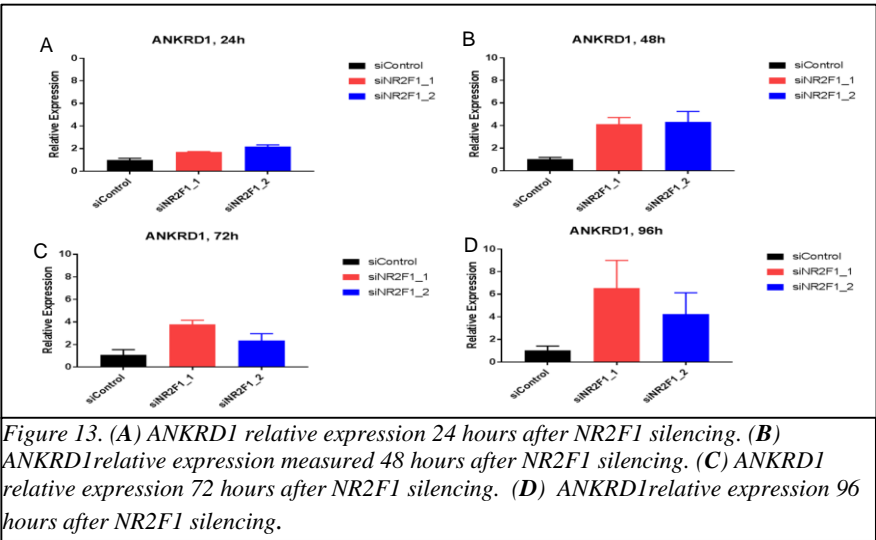 A
ANKRD1, 24h
Relative Expression
0
8
6
4
2
0
siControl
siNR2F1_1
siNR2F1_2
siControl
siNR2F1_1
siNR2F1_2
B
ANKRD1, 48h
Relative Expression
10
8
6
4
2
0
siControl
siNR2F1_1
siNR2F1_2
siControl
siNR2F1_1
siNR2F1_2
C
ANKRD1, 72h
Relative Expression
10
8
6
4
2
0
siControl
siNR2F1_1
siNR2F1_2
siControl
siNR2F1_1
siNR2F1_2
D
ANKRD1, 96h
Relative Expression
10
8
6
4
2
0
siControl
siNR2F1_1
siNR2F1_2
siControl
siNR2F1_1
siNR2F1_2
Figure 13. (A) ANKRD1 relative expression 24 hours after NR2F1 silencing. (B)
ANKRD1relative expression measured 48 hours after NR2F1 silencing. (C) ANKRD1
relative expression 72 hours after NR2F1 silencing. (D) ANKRD1relative expression 96
hours after NR2F1 silencing.